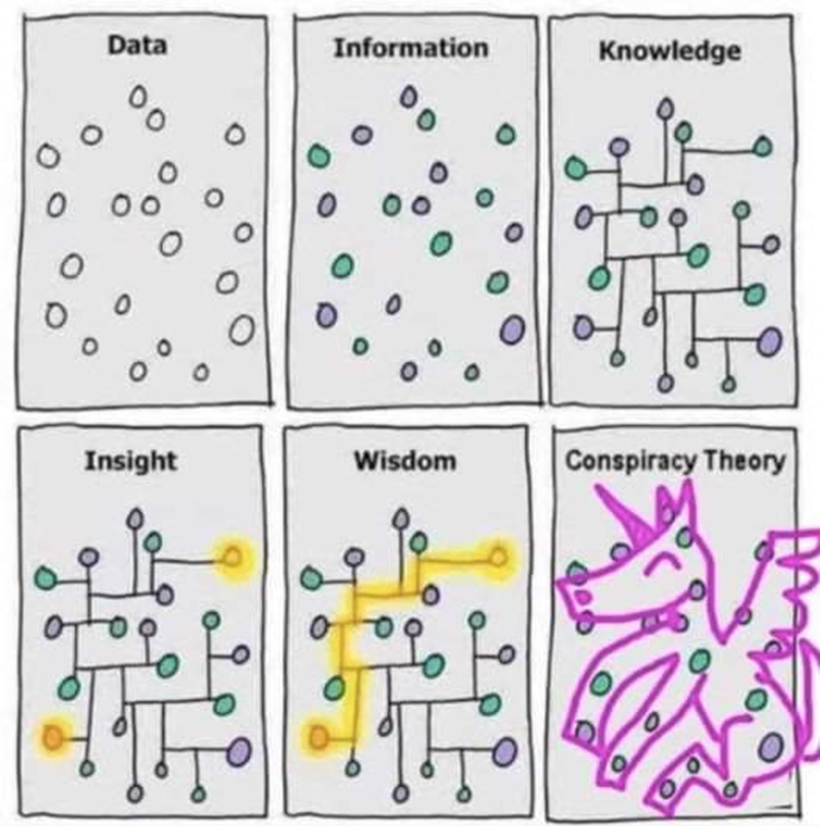 Data
Information
Knowledge
Insight
Wisdom
Conspiracy Theory